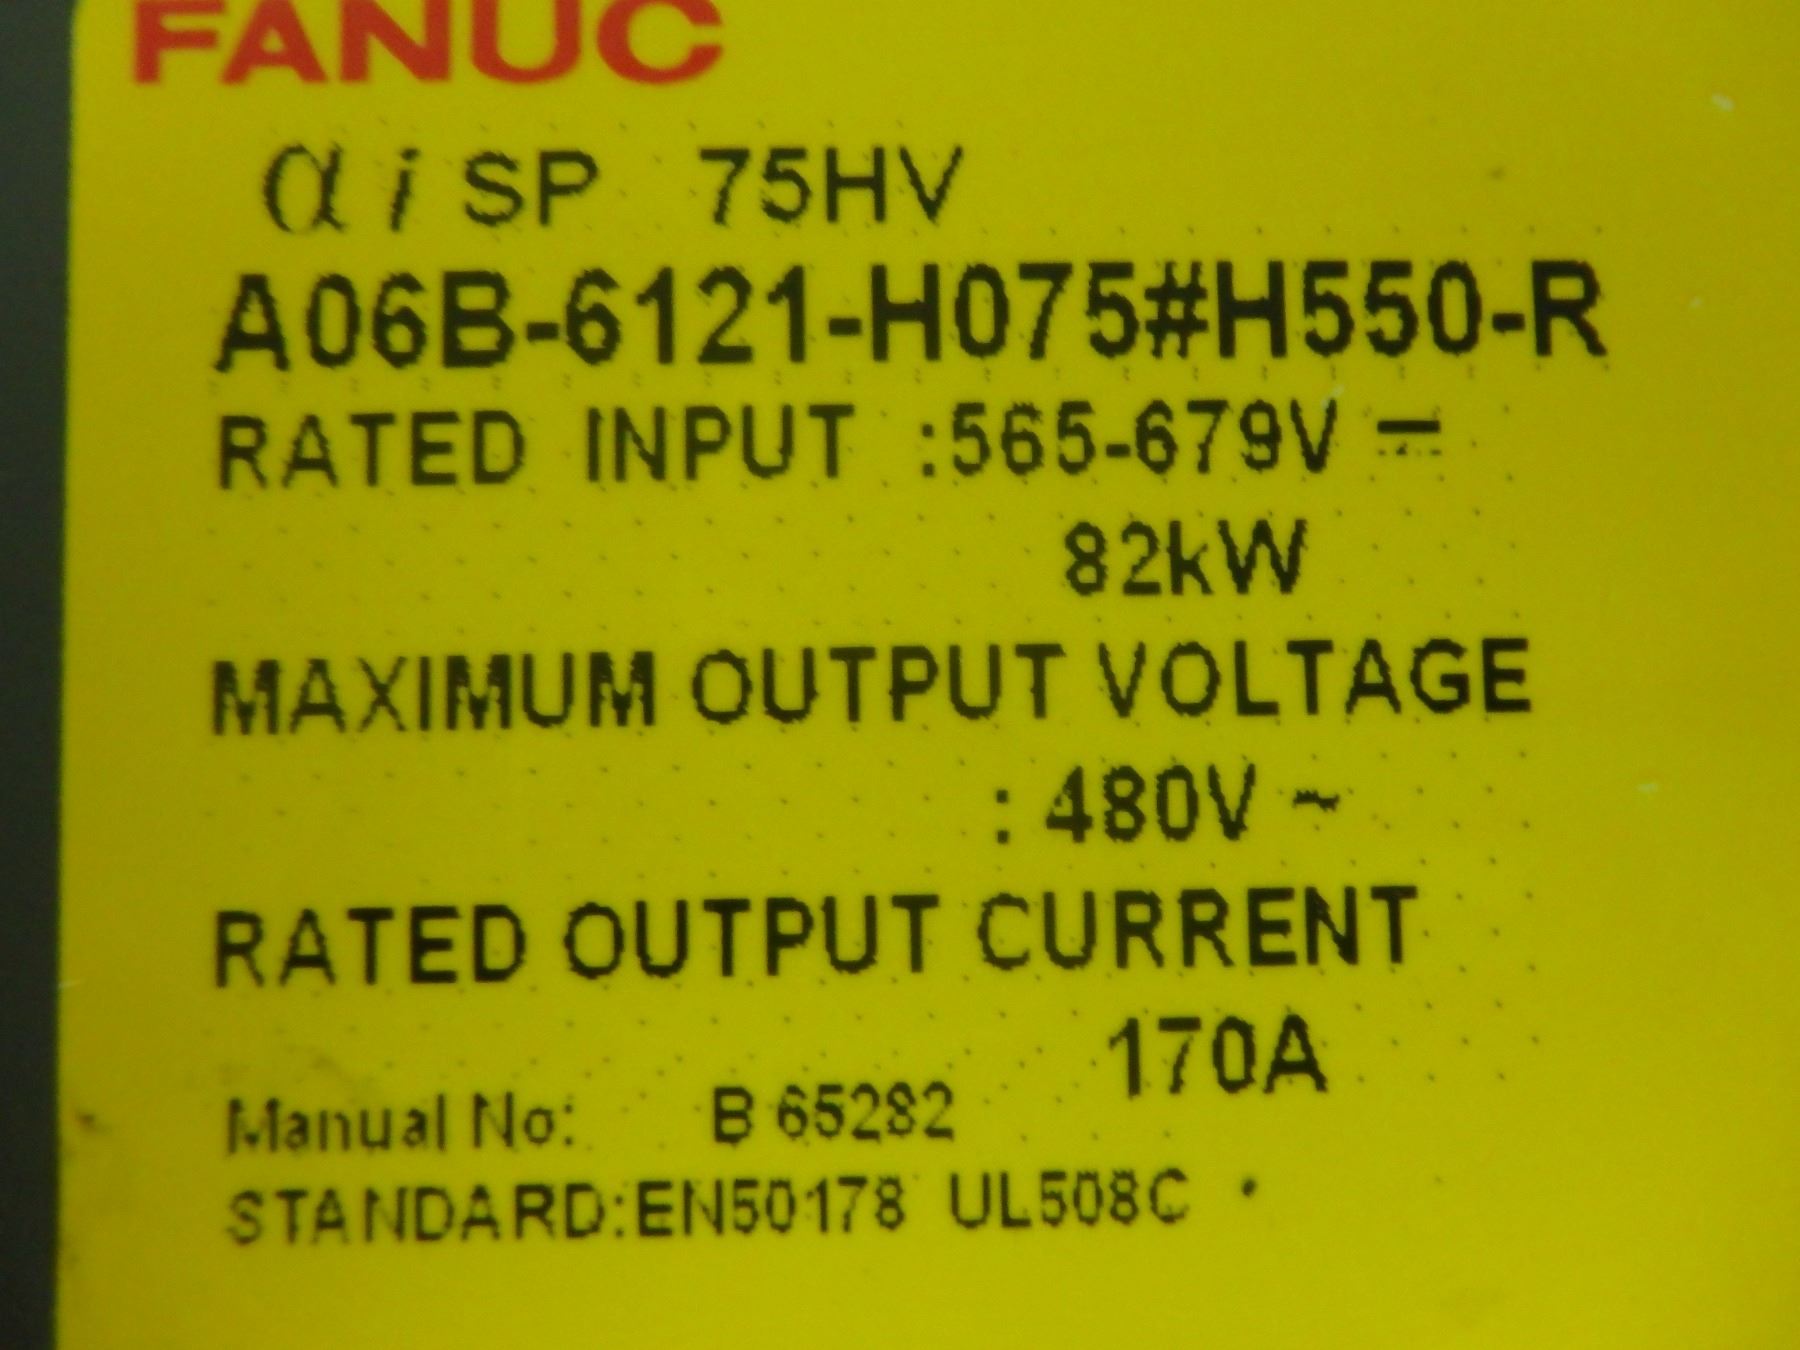 FANUC
αi SP 75HV
A06B-6121-H075#H550-R
RATED INPUT :565-679V ⎓
82kW
MAXIMUM OUTPUT VOLTAGE
: 480V ~
RATED OUTPUT CURRENT
170A
Manual No: B 65282
STANDARD:EN50178 UL508C